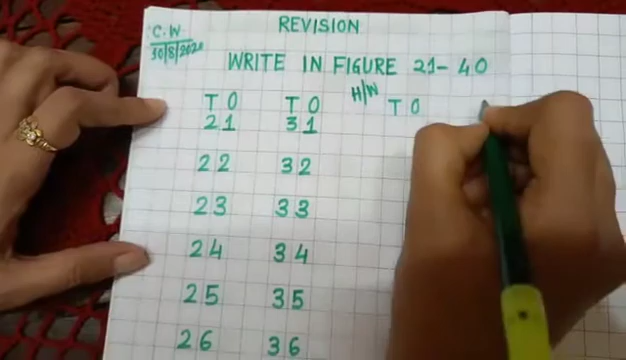 C.W
30/8/2021
REVISION
WRITE IN FIGURE 21-40
H/W
T O T O T O
21 31
22 32
23 33
24 34
25 35
26 36